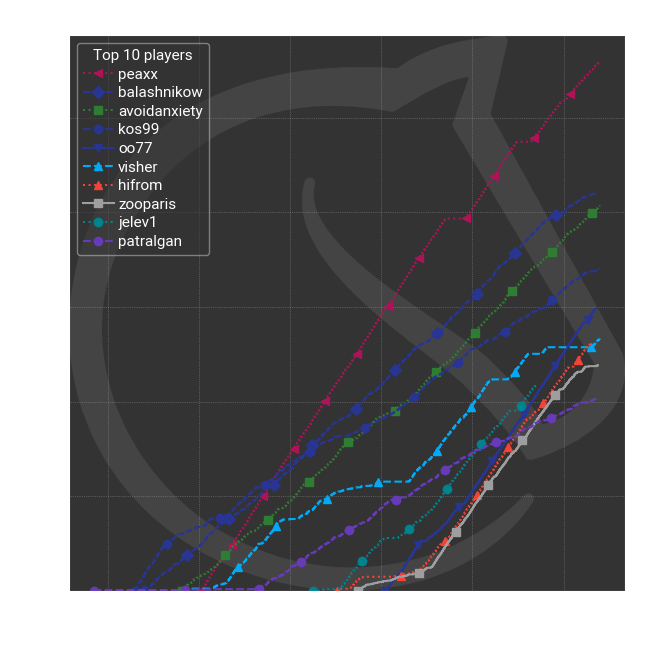 Top 10 players
peaxx
balashnikow
avoidanxiety
kos99
oo77
visher
hifrom
zooparis
jelev1
patralgan